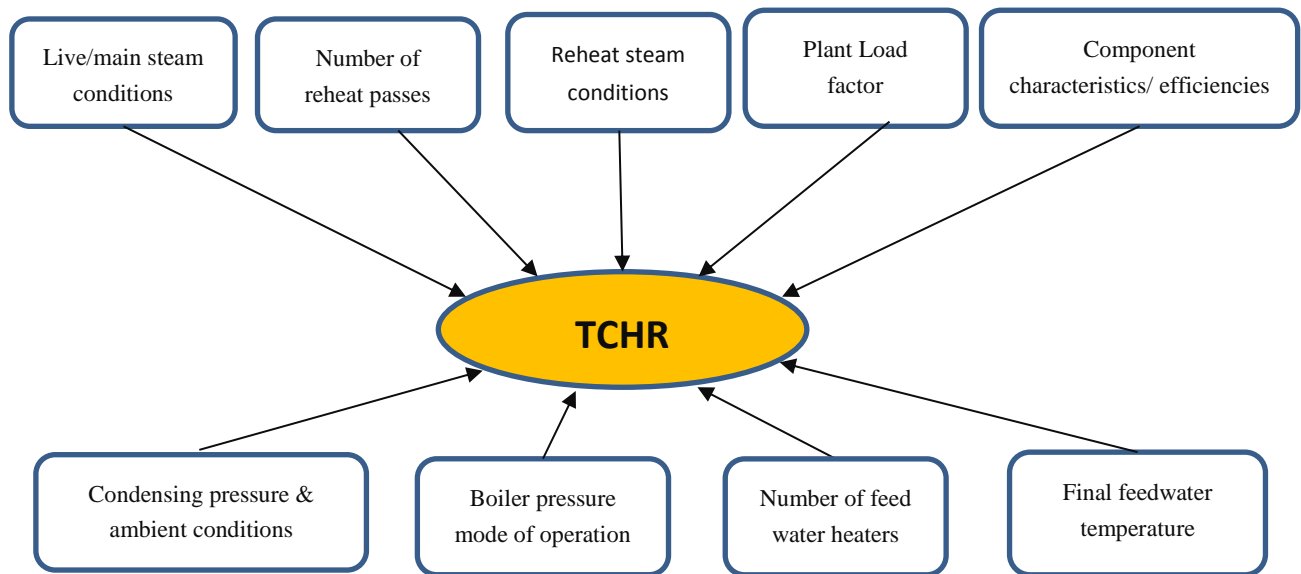 Live/main steam
conditions
Number of
reheat passes
Reheat steam
conditions
Plant Load
factor
Component
characteristics/ efficiencies
TCHR
Condensing pressure &
ambient conditions
Boiler pressure
mode of operation
Number of feed
water heaters
Final feedwater
temperature